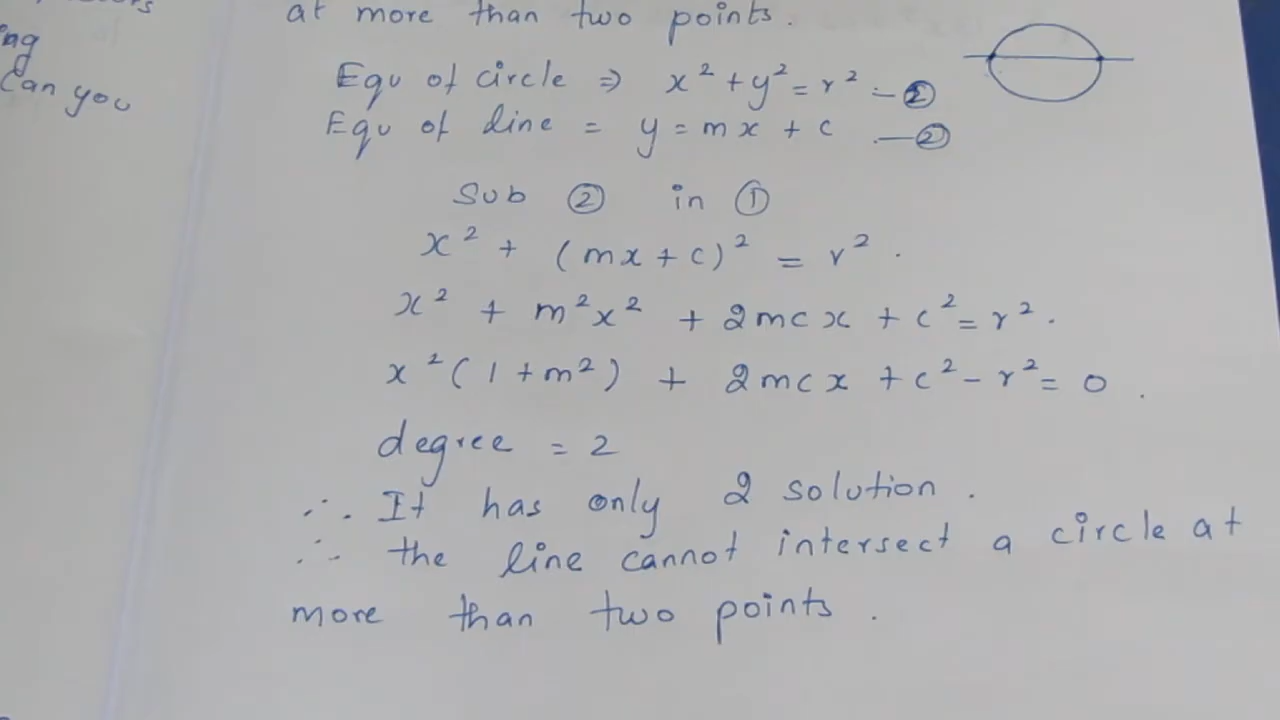 ing
Can you
at more than two points.
Equ of circle ⇒ x² + y² = r² — ②
Equ of line = y = mx + c — ②
Sub ② in ①
x² + (mx + c)² = r².
x² + m²x² + 2mcx + c² = r².
x²(1 + m²) + 2mcx + c² - r² = 0.
degree = 2
∴ It has only 2 solution.
∴ the line cannot intersect a circle at
more than two points.